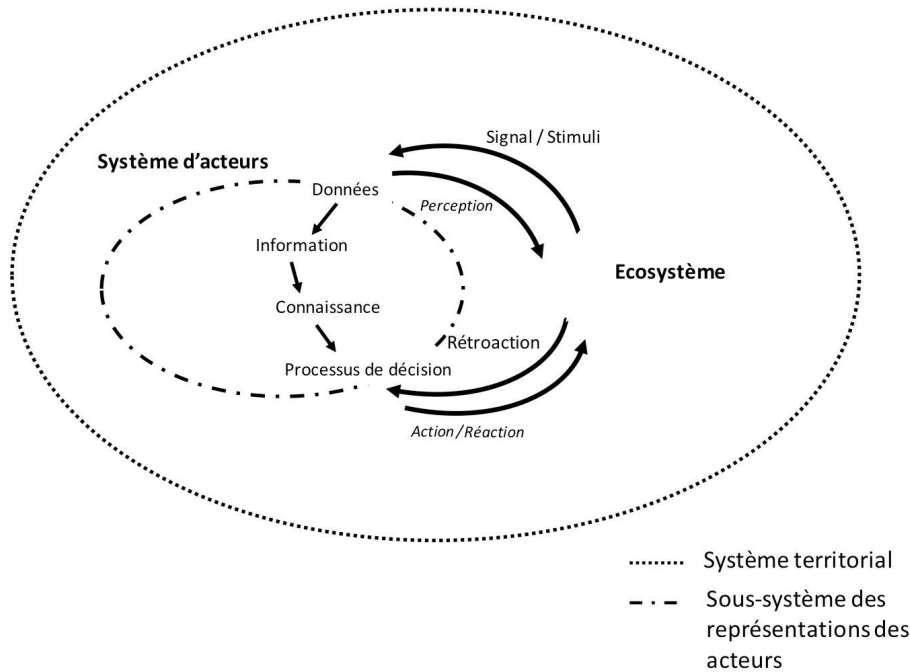 Signal / Stimuli
Système d'acteurs
Données
Perception
Information
Ecosystème
Connaissance
Rétroaction
Processus de décision
Action / Réaction
Système territorial
Sous-système des
représentations des
acteurs